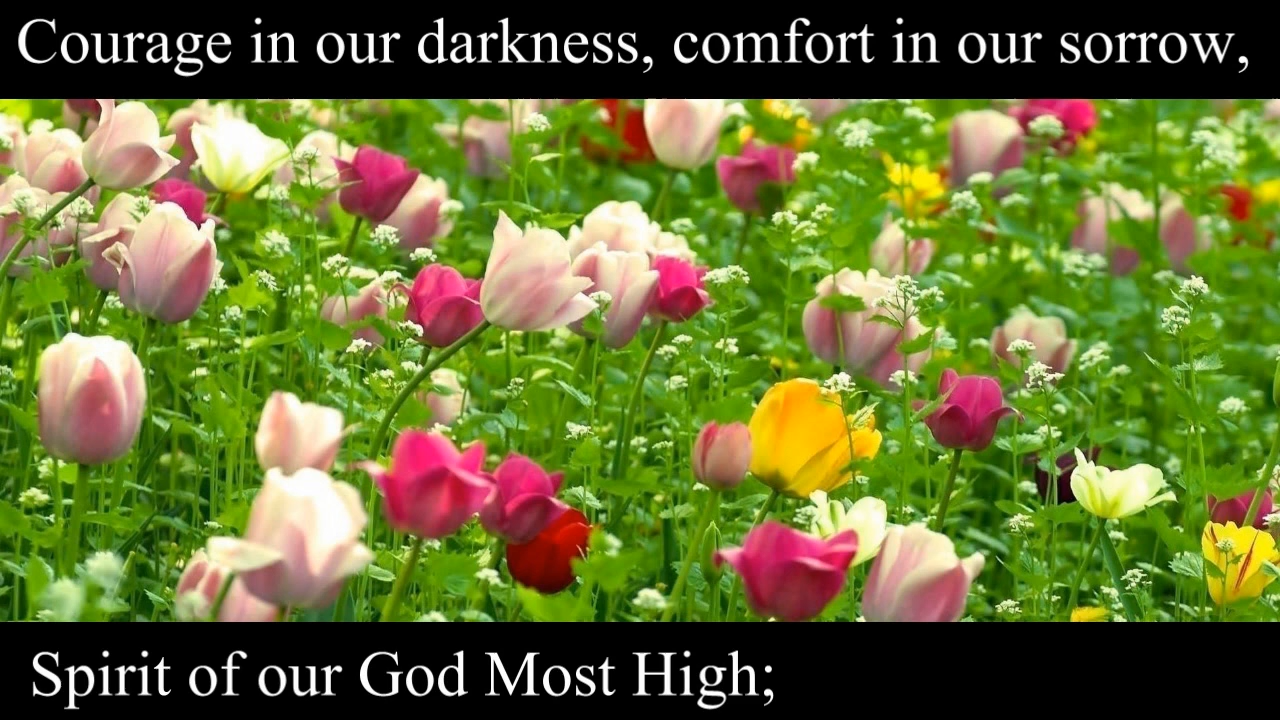 Courage in our darkness, comfort in our sorrow,
Spirit of our God Most High;